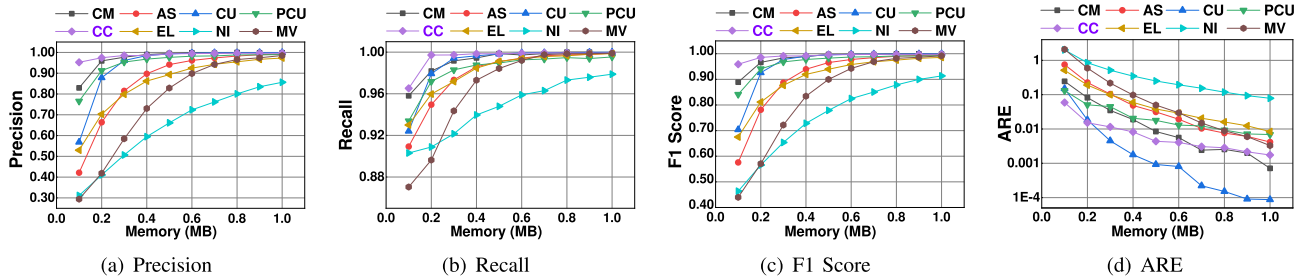 CM AS CU PCU
CC EL NI MV
1.00
0.90
0.80
0.70
0.60
0.50
0.40
0.30
Precision
0.0 0.2 0.4 0.6 0.8 1.0
Memory (MB)
(a) Precision
CM AS CU PCU
CC EL NI MV
1.00
0.96
0.92
0.88
Recall
0.0 0.2 0.4 0.6 0.8 1.0
Memory (MB)
(b) Recall
CM AS CU PCU
CC EL NI MV
1.00
0.90
0.80
0.70
0.60
0.50
0.40
F1 Score
0.0 0.2 0.4 0.6 0.8 1.0
Memory (MB)
(c) F1 Score
CM AS CU PCU
CC EL NI MV
1
0.1
0.01
0.001
1E-4
ARE
0.0 0.2 0.4 0.6 0.8 1.0
Memory (MB)
(d) ARE